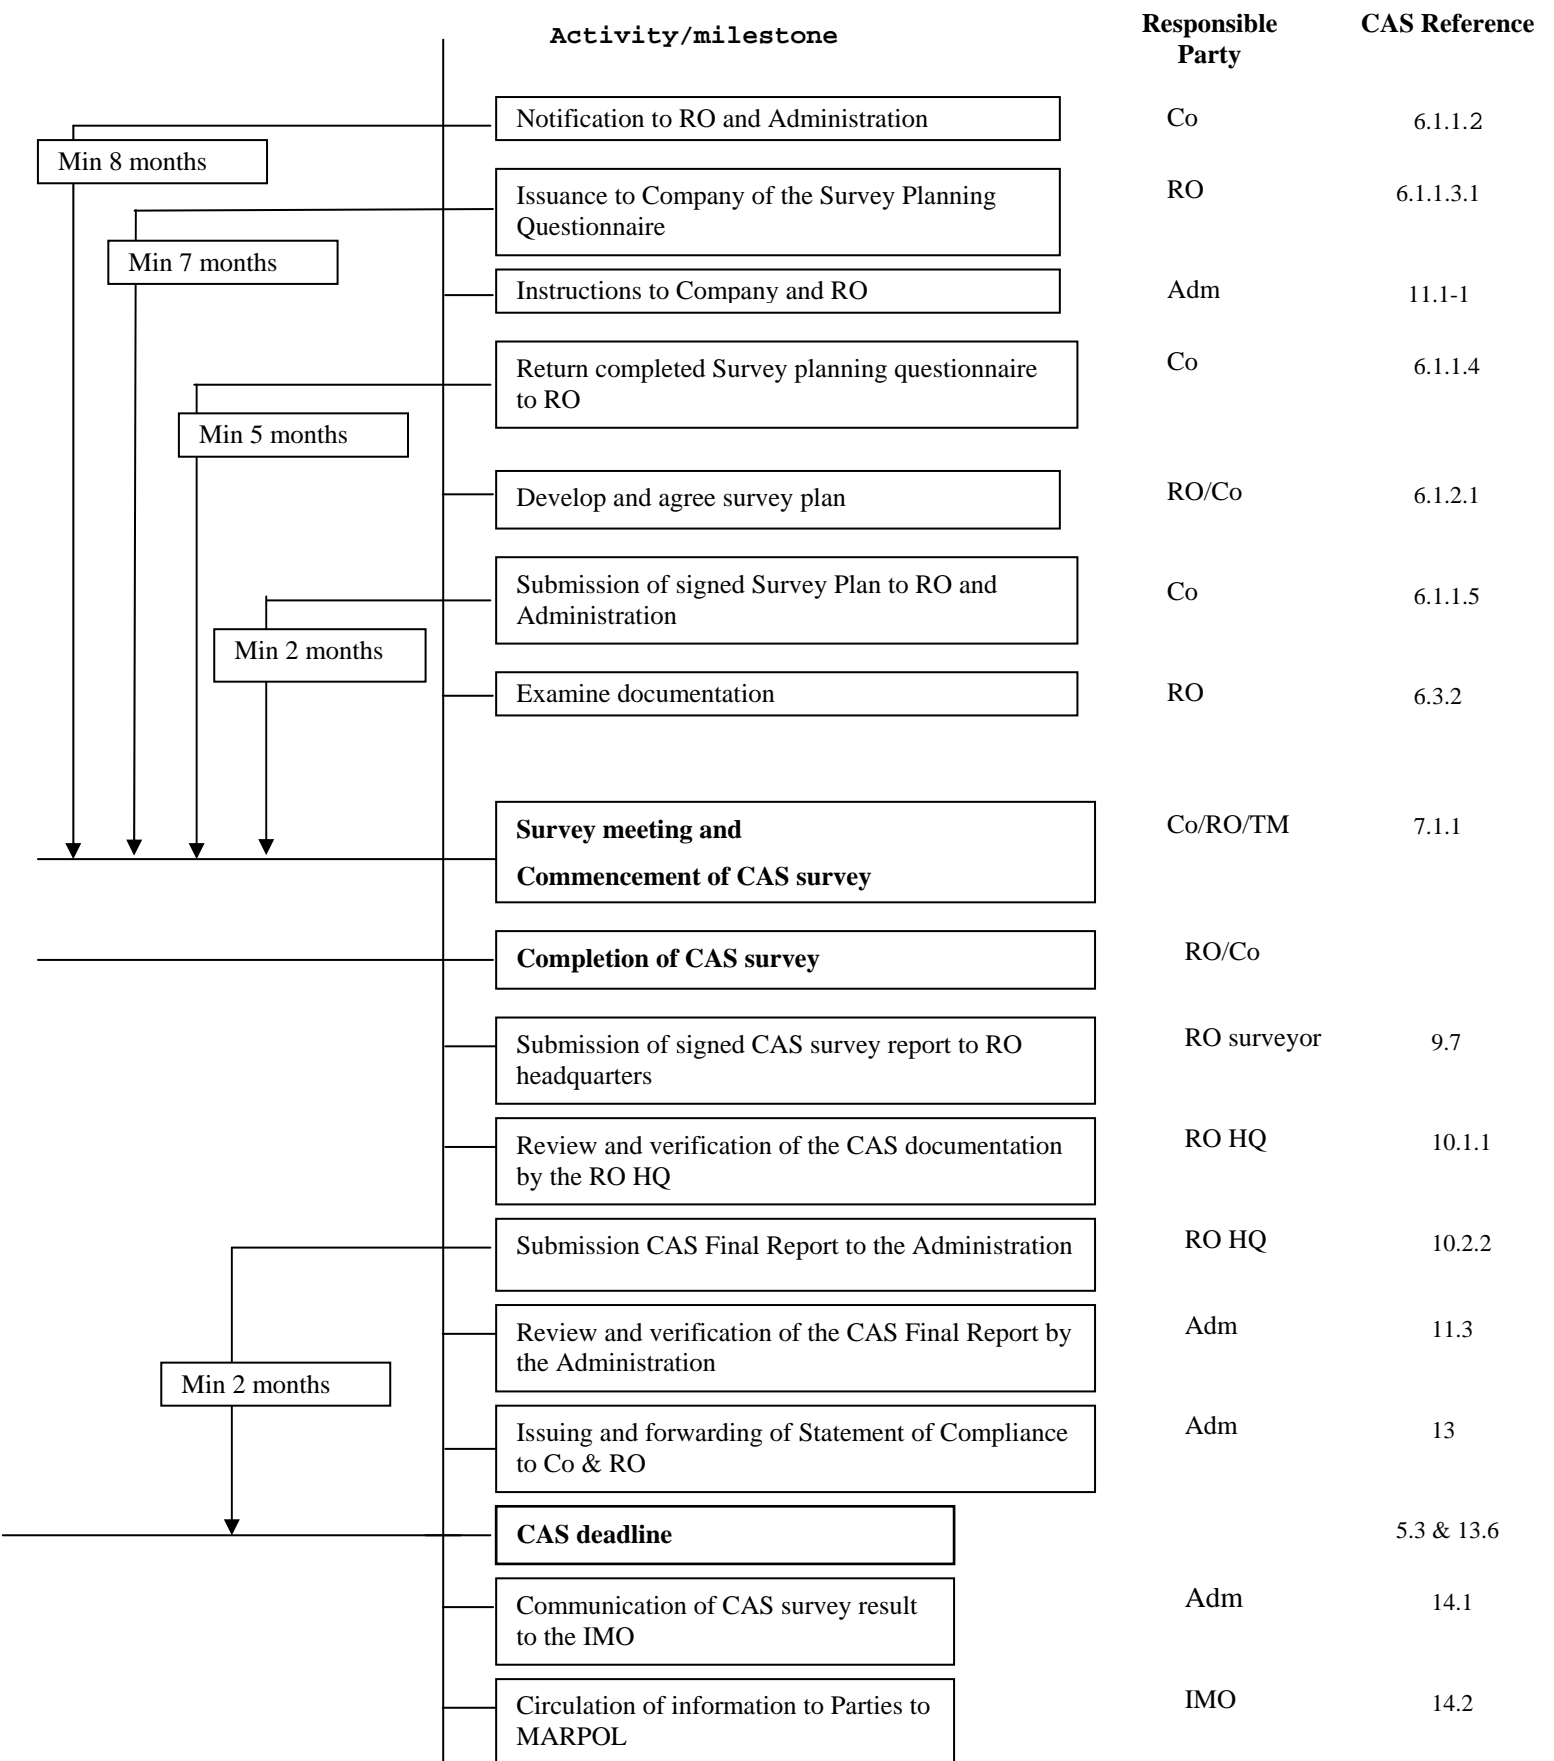 Activity/milestone
Responsible Party
CAS Reference
Notification to RO and Administration
Co
6.1.1.2
Min 8 months
Issuance to Company of the Survey Planning
Questionnaire
RO
6.1.1.3.1
Min 7 months
Instructions to Company and RO
Adm
11.1-1
Return completed Survey planning questionnaire
to RO
Co
6.1.1.4
Min 5 months
Develop and agree survey plan
RO/Co
6.1.2.1
Submission of signed Survey Plan to RO and
Administration
Co
6.1.1.5
Min 2 months
Examine documentation
RO
6.3.2
Survey meeting and
Commencement of CAS survey
Co/RO/TM
7.1.1
Completion of CAS survey
RO/Co
Submission of signed CAS survey report to RO
headquarters
RO surveyor
9.7
Review and verification of the CAS documentation
by the RO HQ
RO HQ
10.1.1
Submission CAS Final Report to the Administration
RO HQ
10.2.2
Review and verification of the CAS Final Report by
the Administration
Adm
11.3
Min 2 months
Issuing and forwarding of Statement of Compliance
to Co & RO
Adm
13
CAS deadline
5.3 & 13.6
Communication of CAS survey result
to the IMO
Adm
14.1
Circulation of information to Parties to
MARPOL
IMO
14.2